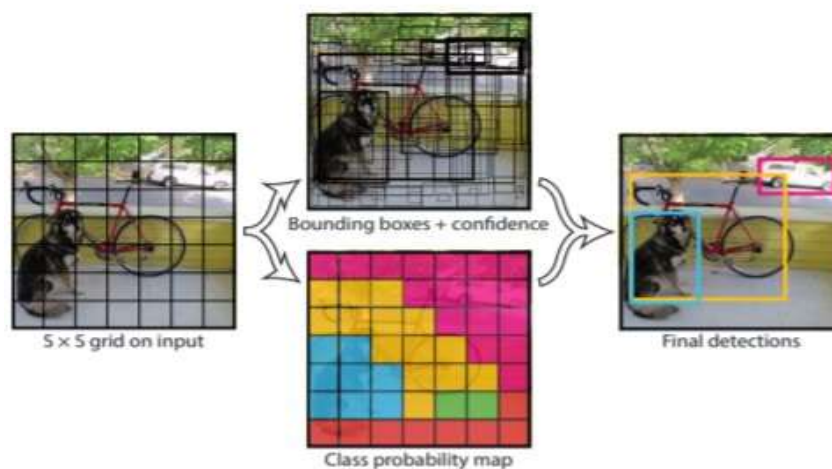 Bounding boxes + confidence
S × S grid on input
Final detections
Class probability map